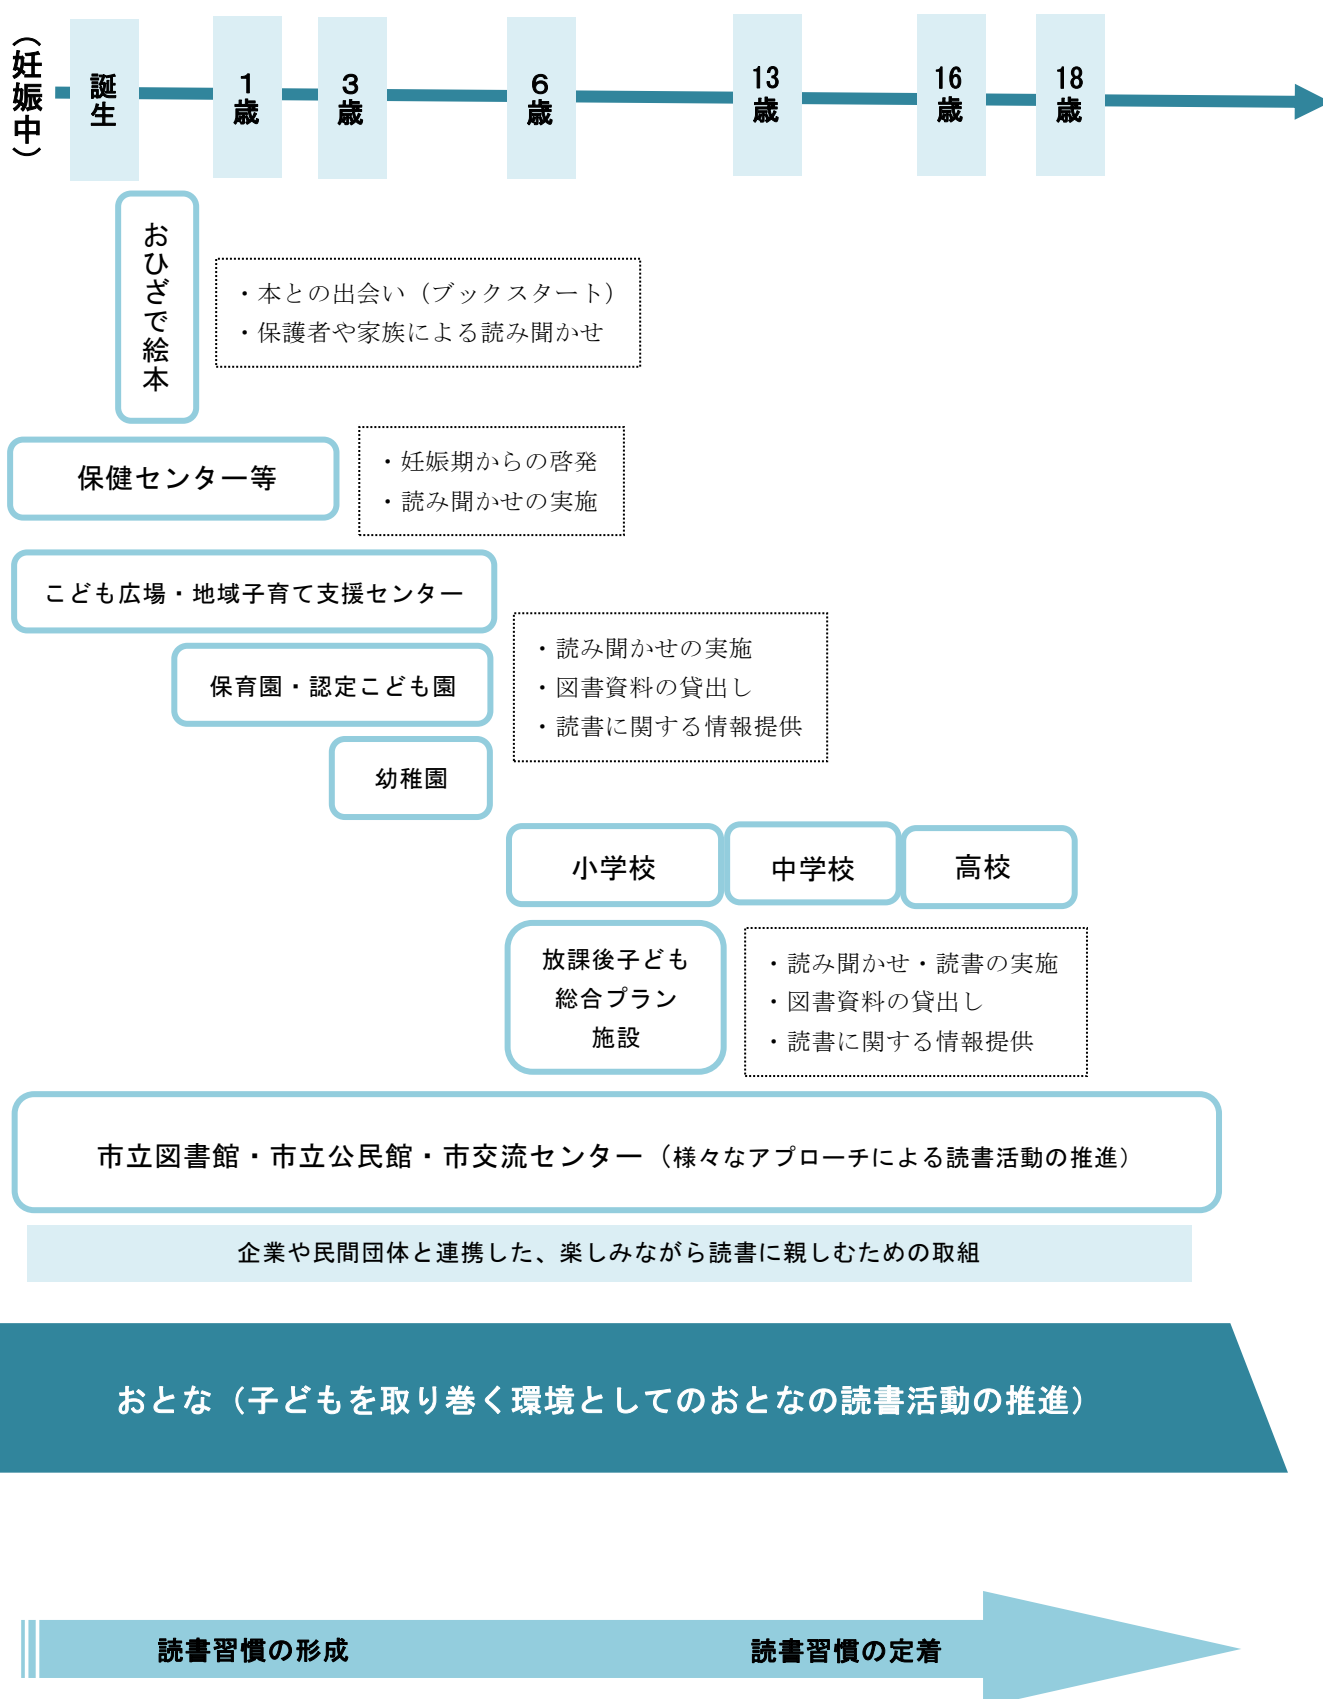 （妊娠中）
誕生
１歳
３歳
６歳
13歳
16歳
18歳
おひざで絵本
・本との出会い（ブックスタート）
・保護者や家族による読み聞かせ
保健センター等
・妊娠期からの啓発
・読み聞かせの実施
こども広場・地域子育て支援センター
保育園・認定こども園
幼稚園
・読み聞かせの実施
・図書資料の貸出し
・読書に関する情報提供
小学校
中学校
高校
放課後子ども
総合プラン
施設
・読み聞かせ・読書の実施
・図書資料の貸出し
・読書に関する情報提供
市立図書館・市立公民館・市交流センター（様々なアプローチによる読書活動の推進）
企業や民間団体と連携した、楽しみながら読書に親しむための取組
おとな（子どもを取り巻く環境としてのおとなの読書活動の推進）
読書習慣の形成
読書習慣の定着